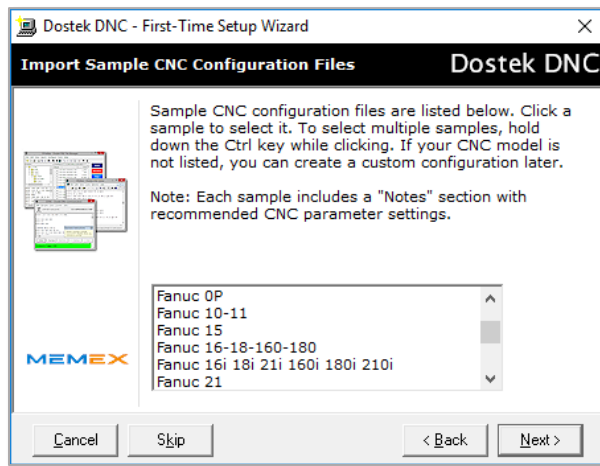 Dostek DNC - First-Time Setup Wizard
Import Sample CNC Configuration Files
Dostek DNC
Sample CNC configuration files are listed below. Click a
sample to select it. To select multiple samples, hold
down the Ctrl key while clicking. If your CNC model is
not listed, you can create a custom configuration later.
Note: Each sample includes a "Notes" section with
recommended CNC parameter settings.
Fanuc 0P
Fanuc 10-11
Fanuc 15
Fanuc 16-18-160-180
Fanuc 16i 18i 21i 160i 180i 210i
Fanuc 21
MEMEX
Cancel
Skip
< Back
Next >